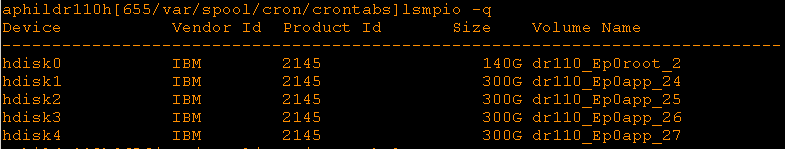 aphildr110h[655/var/spool/cron/crontabs]lsmpio -q
Device Vendor Id Product Id Size Volume Name
--------------------------------------------------------------------------------
hdisk0 IBM 2145 140G dr110_Ep0root_2
hdisk1 IBM 2145 300G dr110_Ep0app_24
hdisk2 IBM 2145 300G dr110_Ep0app_25
hdisk3 IBM 2145 300G dr110_Ep0app_26
hdisk4 IBM 2145 300G dr110_Ep0app_27